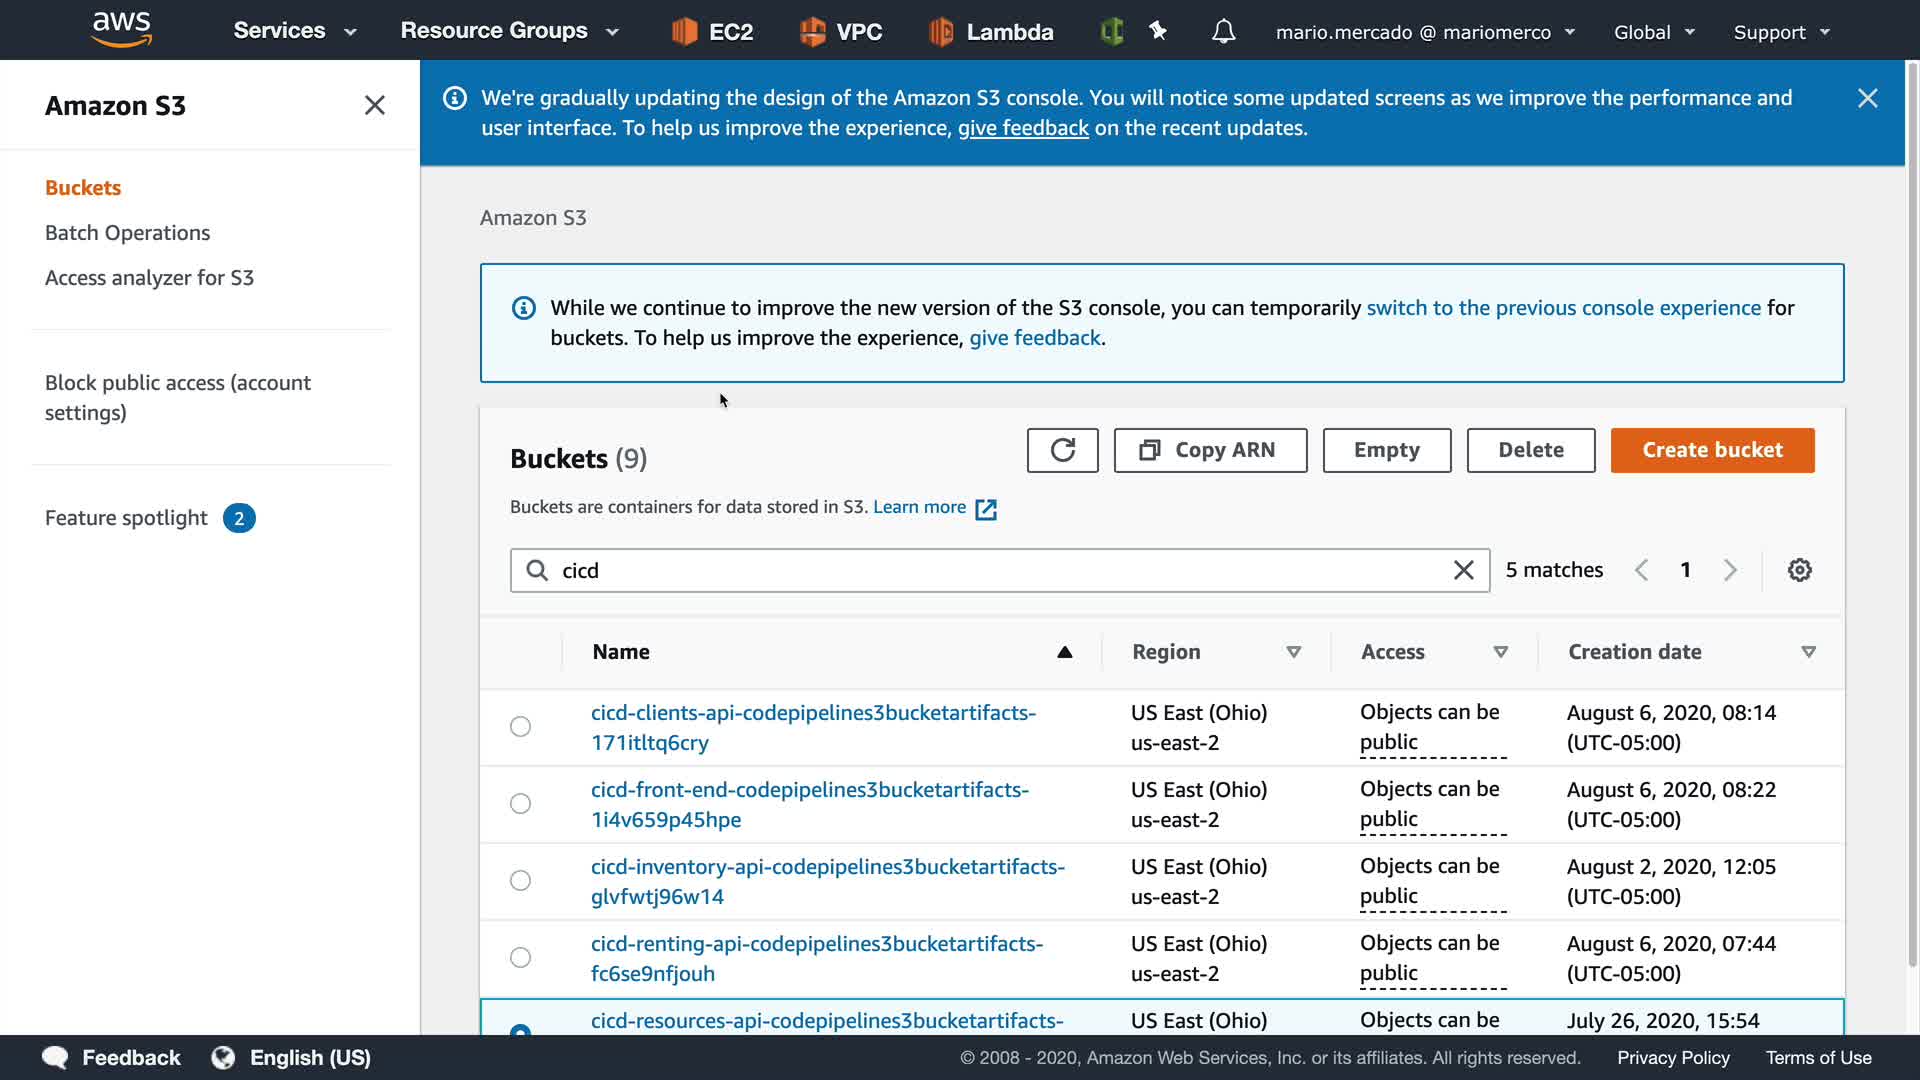 aws
Services
Resource Groups
EC2
VPC
Lambda
mario.mercado @ mariomerco
Global
Support
Amazon S3
Buckets
Batch Operations
Access analyzer for S3
Block public access (account
settings)
Feature spotlight 2
We're gradually updating the design of the Amazon S3 console. You will notice some updated screens as we improve the performance and
user interface. To help us improve the experience, give feedback on the recent updates.
Amazon S3
While we continue to improve the new version of the S3 console, you can temporarily switch to the previous console experience for
buckets. To help us improve the experience, give feedback.
Buckets (9)
Copy ARN
Empty
Delete
Create bucket
Buckets are containers for data stored in S3. Learn more
cicd
5 matches
1
Name
Region
Access
Creation date
cicd-clients-api-codepipelines3bucketartifacts-
171itltq6cry
US East (Ohio)
us-east-2
Objects can be
public
August 6, 2020, 08:14
(UTC-05:00)
cicd-front-end-codepipelines3bucketartifacts-
1i4v659p45hpe
US East (Ohio)
us-east-2
Objects can be
public
August 6, 2020, 08:22
(UTC-05:00)
cicd-inventory-api-codepipelines3bucketartifacts-
glvfwtj96w14
US East (Ohio)
us-east-2
Objects can be
public
August 2, 2020, 12:05
(UTC-05:00)
cicd-renting-api-codepipelines3bucketartifacts-
fc6se9nfjouh
US East (Ohio)
us-east-2
Objects can be
public
August 6, 2020, 07:44
(UTC-05:00)
cicd-resources-api-codepipelines3bucketartifacts-
US East (Ohio)
Objects can be
July 26, 2020, 15:54
Feedback
English (US)
© 2008 - 2020, Amazon Web Services, Inc. or its affiliates. All rights reserved.
Privacy Policy
Terms of Use